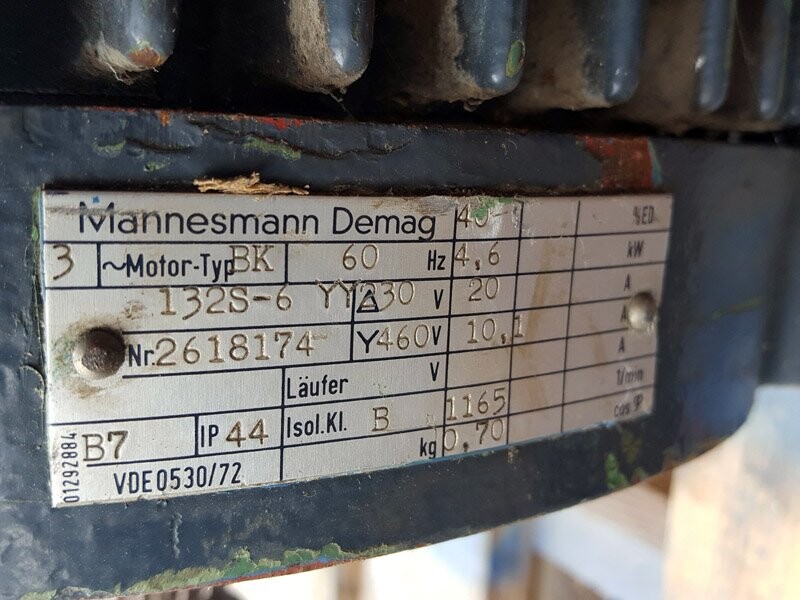 Mannesmann Demag 40 %ED
3 ~Motor-Typ BK 60 Hz 4,6 kW
132S-6 YY 230 V 20 A
Nr. 2618174 Y 460 V 10,1 A
Läufer V A
1165 1/min
B7 IP 44 Isol.Kl. B 0,70 cos φ
kg
VDE0530/72
01292884